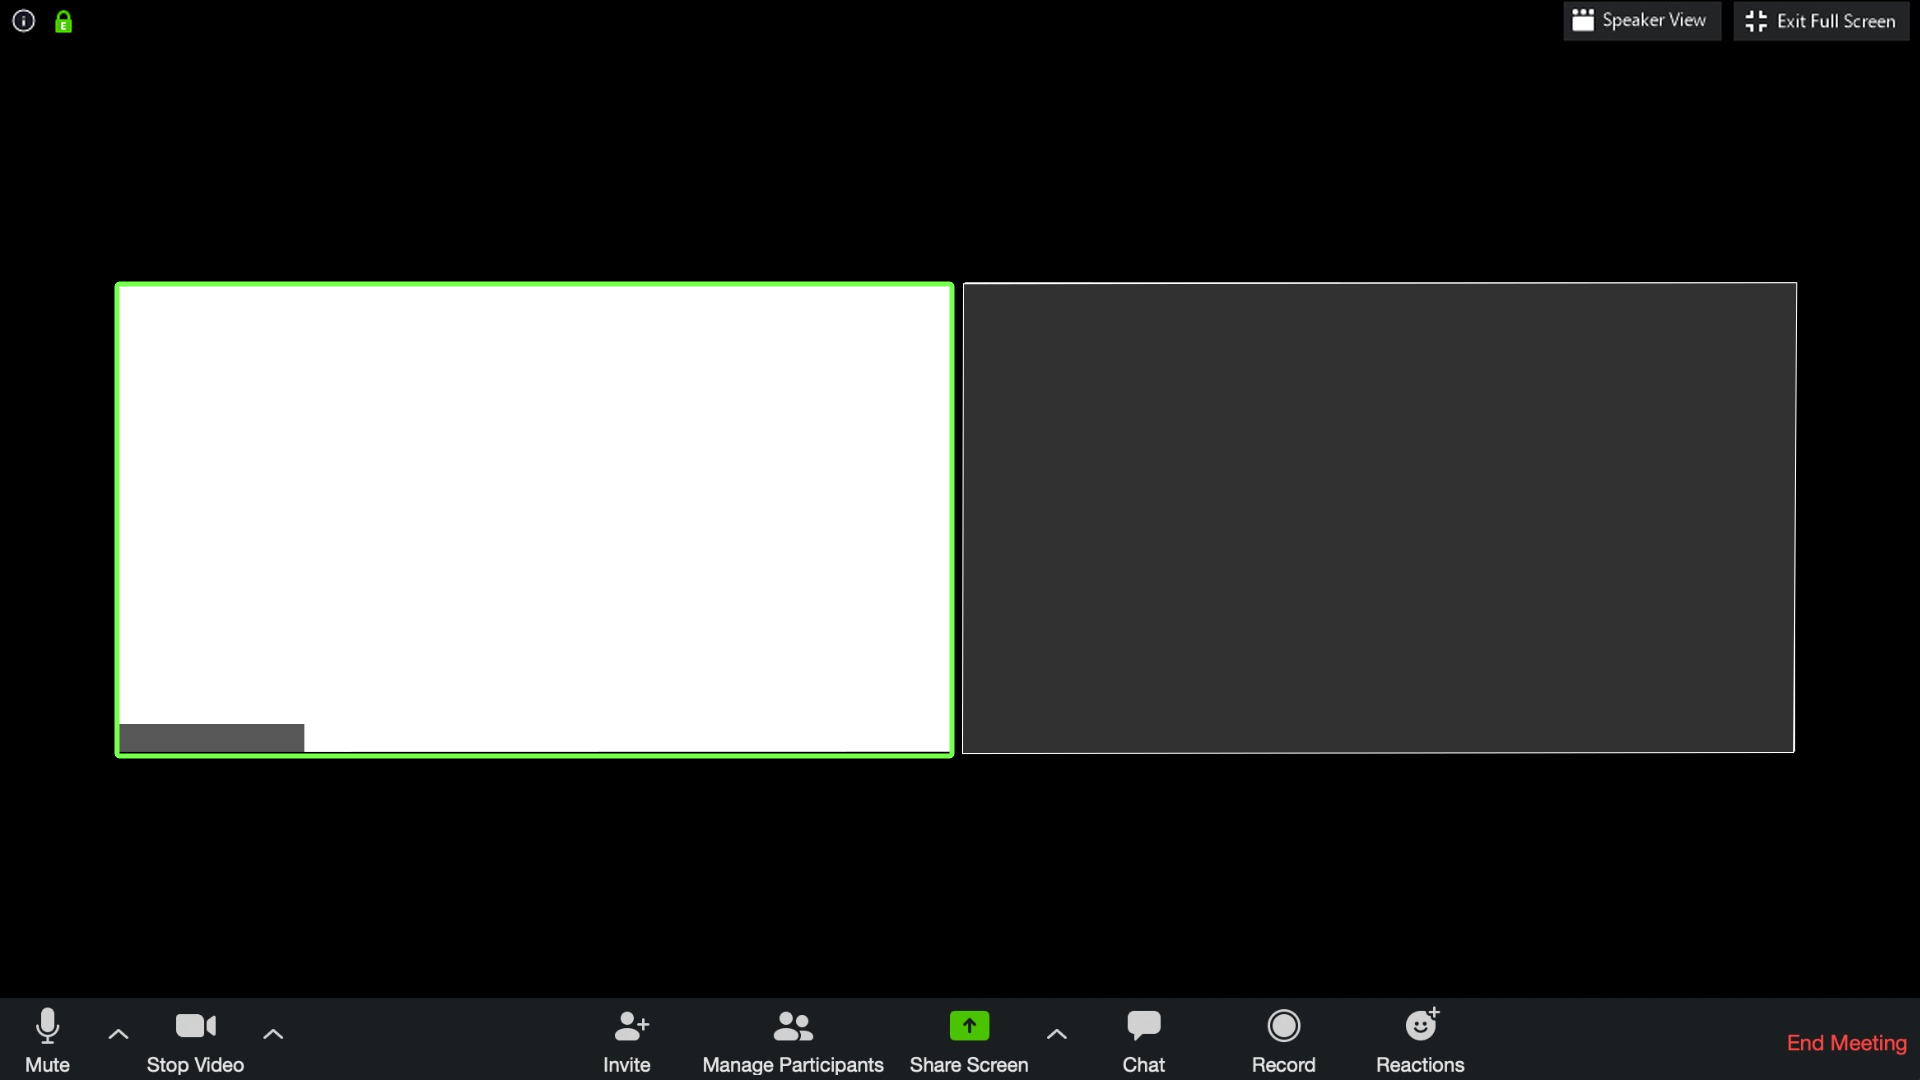 E
Speaker View
Exit Full Screen
Mute
Stop Video
Invite
Manage Participants
Share Screen
Chat
Record
Reactions
End Meeting